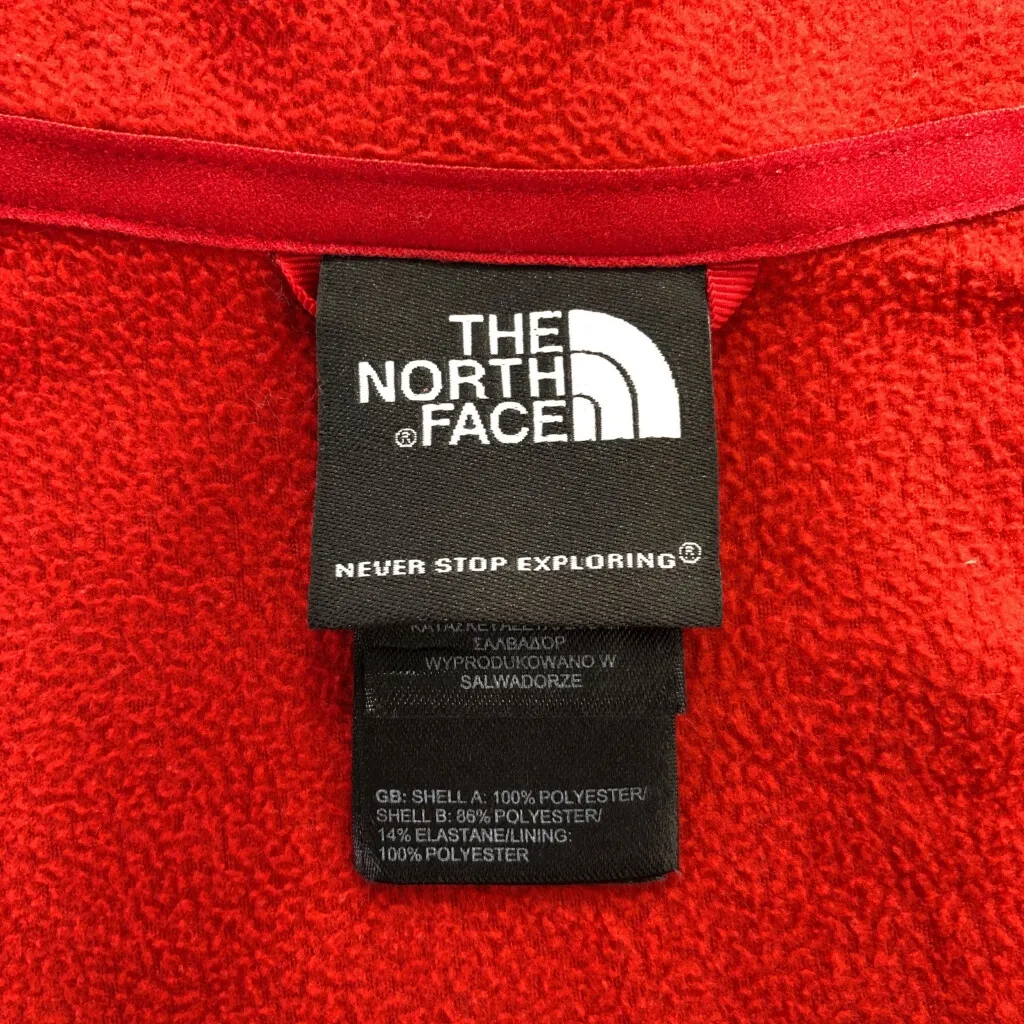 THE
NORTH
®FACE
NEVER STOP EXPLORING®
ΣΑΛΒΑΔΟΡ
WYPRODUKOWANO W
SALWADORZE
GB: SHELL A: 100% POLYESTER/
SHELL B: 86% POLYESTER/
14% ELASTANE/LINING:
100% POLYESTER